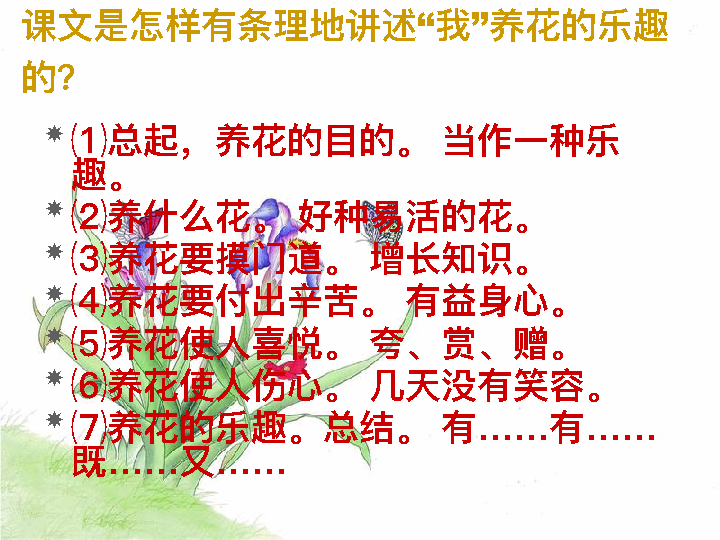 课文是怎样有条理地讲述“我”养花的乐趣
的?
⑴总起，养花的目的。 当作一种乐
趣。
⑵养什么花。 好种易活的花。
⑶养花要摸门道。 增长知识。
⑷养花要付出辛苦。 有益身心。
⑸养花使人喜悦。 夸、赏、赠。
⑹养花使人伤心。 几天没有笑容。
⑺养花的乐趣。总结。 有……有……
既……又……